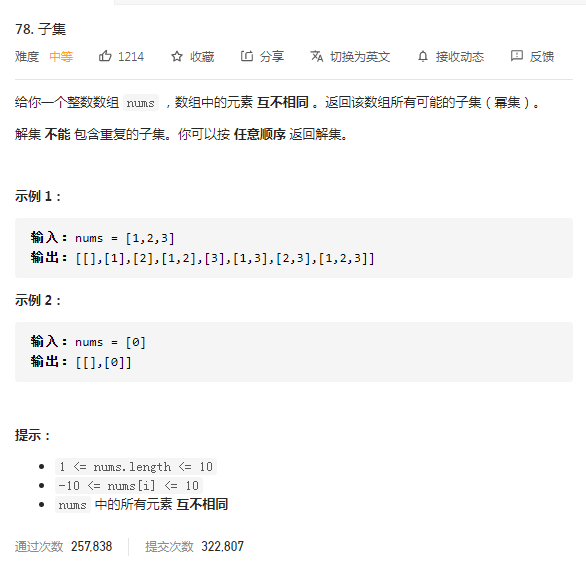 78. 子集
难度 中等 1214 收藏 分享 切换为英文 接收动态 反馈
给你一个整数数组 nums ，数组中的元素 互不相同 。返回该数组所有可能的子集（幂集）。
解集 不能 包含重复的子集。你可以按 任意顺序 返回解集。
示例 1：
输入：nums = [1,2,3]
输出：[[],[1],[2],[1,2],[3],[1,3],[2,3],[1,2,3]]
示例 2：
输入：nums = [0]
输出：[[],[0]]
提示：
1 <= nums.length <= 10
-10 <= nums[i] <= 10
nums 中的所有元素 互不相同
通过次数 257,838 提交次数 322,807